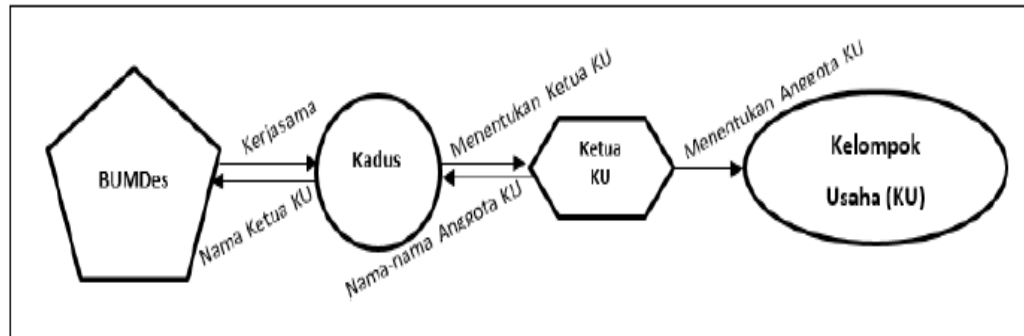 BUMDes
Kerjasama
Nama Ketua KU
Kadus
Menentukan Ketua KU
Nama-nama Anggota KU
Ketua
KU
Menentukan Anggota KU
Kelompok
Usaha (KU)